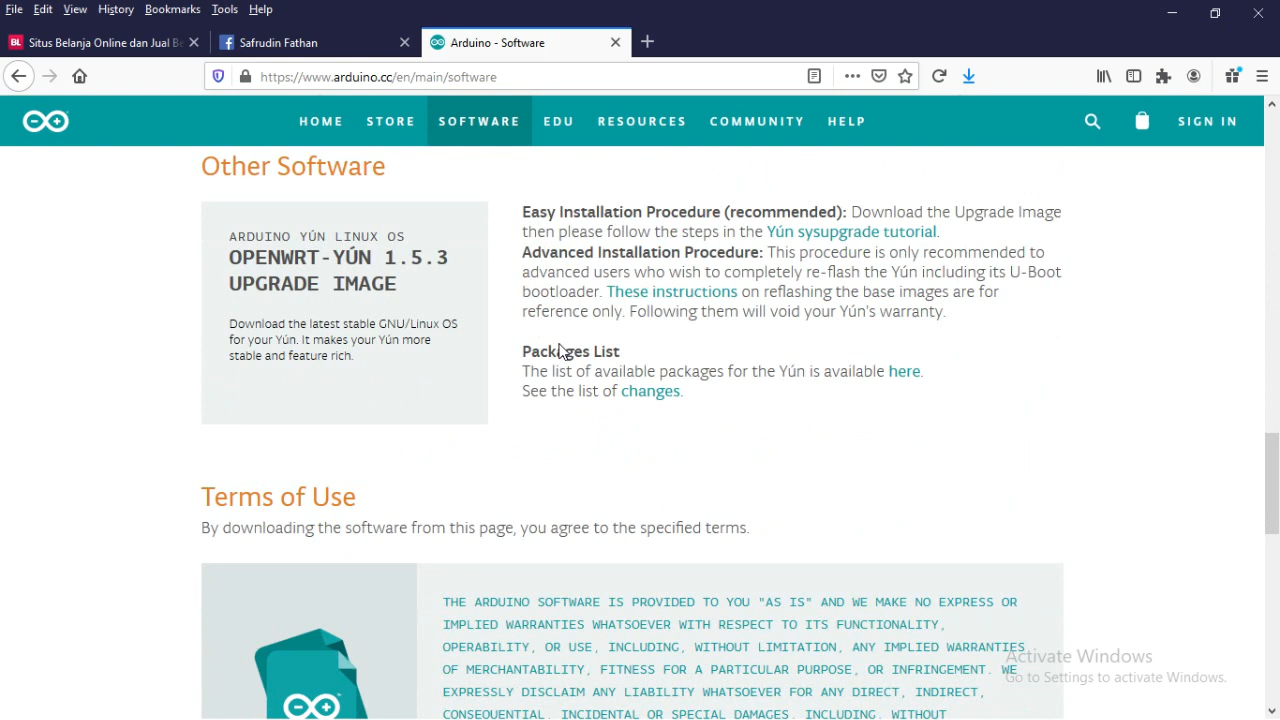 File Edit View History Bookmarks Tools Help
BL Situs Belanja Online dan Jual Be
Safrudin Fathan
Arduino - Software
https://www.arduino.cc/en/main/software
HOME STORE SOFTWARE EDU RESOURCES COMMUNITY HELP SIGN IN
Other Software
ARDUINO YÚN LINUX OS
OPENWRT-YÚN 1.5.3
UPGRADE IMAGE
Download the latest stable GNU/Linux OS
for your Yún. It makes your Yún more
stable and feature rich.
Easy Installation Procedure (recommended): Download the Upgrade Image
then please follow the steps in the Yún sysupgrade tutorial.
Advanced Installation Procedure: This procedure is only recommended to
advanced users who wish to completely re-flash the Yún including its U-Boot
bootloader. These instructions on reflashing the base images are for
reference only. Following them will void your Yún's warranty.
Packages List
The list of available packages for the Yún is available here.
See the list of changes.
Terms of Use
By downloading the software from this page, you agree to the specified terms.
THE ARDUINO SOFTWARE IS PROVIDED TO YOU "AS IS" AND WE MAKE NO EXPRESS OR
IMPLIED WARRANTIES WHATSOEVER WITH RESPECT TO ITS FUNCTIONALITY,
OPERABILITY, OR USE, INCLUDING, WITHOUT LIMITATION, ANY IMPLIED WARRANTIES
OF MERCHANTABILITY, FITNESS FOR A PARTICULAR PURPOSE, OR INFRINGEMENT. WE
EXPRESSLY DISCLAIM ANY LIABILITY WHATSOEVER FOR ANY DIRECT, INDIRECT,
CONSEQUENTIAL, INCIDENTAL OR SPECIAL DAMAGES, INCLUDING, WITHOUT
Activate Windows
Go to Settings to activate Windows.